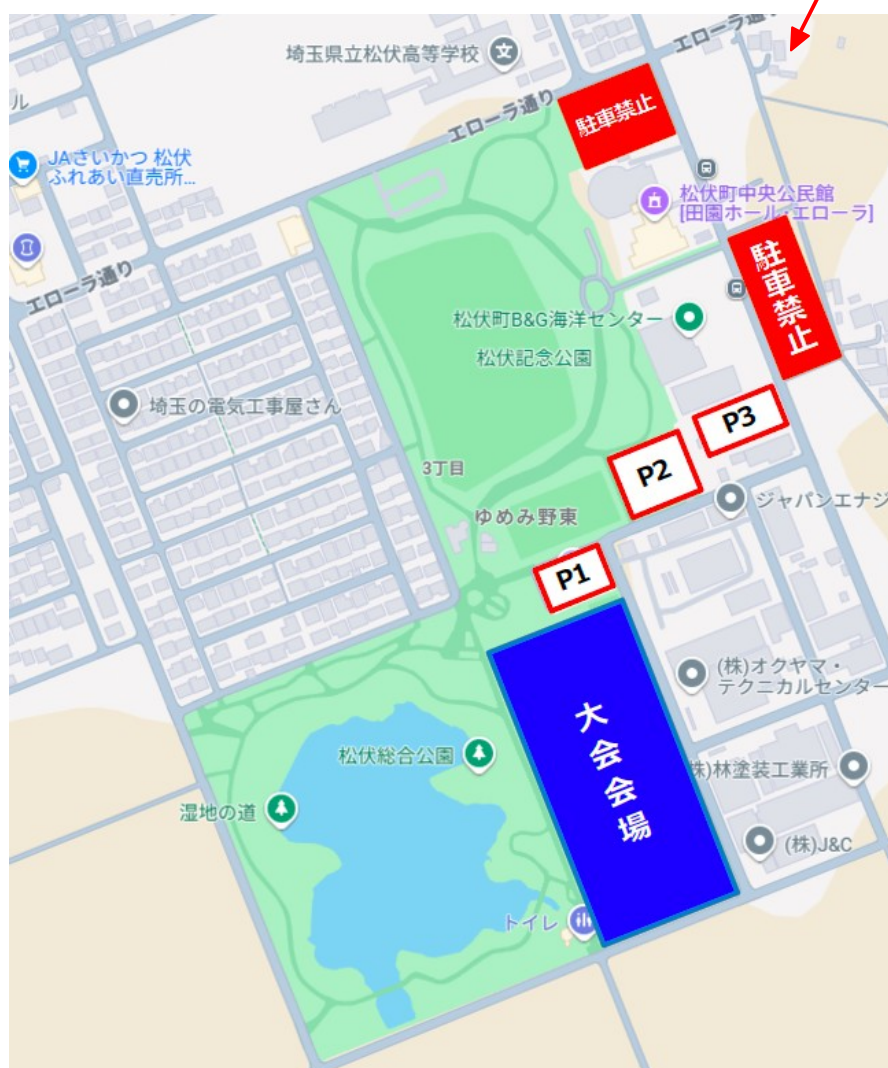 エローラ通り
埼玉県立松伏高等学校
ル
駐車禁止
エローラ通り
JAさいかつ 松伏
ふれあい直売所...
松伏町中央公民館
[田園ホール・エローラ]
エローラ通り
駐車禁止
松伏町B&G海洋センター
松伏記念公園
埼玉の電気工事屋さん
P3
3丁目
P2
ジャパンエナジ
ゆめみ野東
P1
(株)オクヤマ・
テクニカルセンター
大会会場
松伏総合公園
株)林塗装工業所
湿地の道
(株)J&C
トイレ